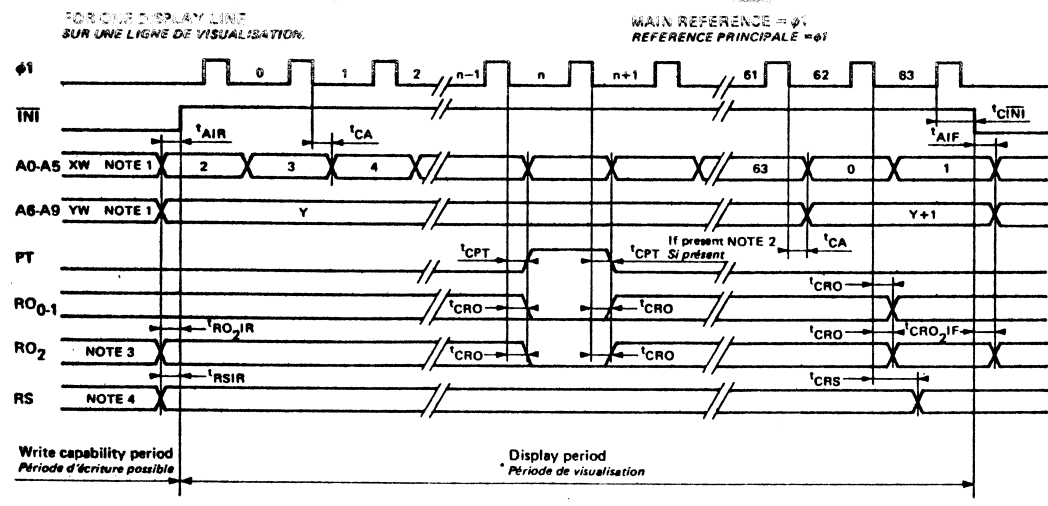 FOR ONE DISPLAY LINE
SUR UNE LIGNE DE VISUALISATION.
MAIN REFERENCE = φ1
REFERENCE PRINCIPALE = φ1
φ1 0 1 2 n-1 n n+1 61 62 63
INI
tAIR tCA tCINI tAIF
A0-A5 XW NOTE 1 2 3 4 63 0 1
A6-A9 YW NOTE 1 Y Y+1
If present NOTE 2 tCA
PT tCPT tCPT Si présent
tCRO
RO0-1 tCRO tCRO
tRO2IR tCRO tCRO2IF
RO2 NOTE 3 tCRO tCRO
tRSIR tCRS
RS NOTE 4
Write capability period Display period
Période d'écriture possible * Période de visualisation